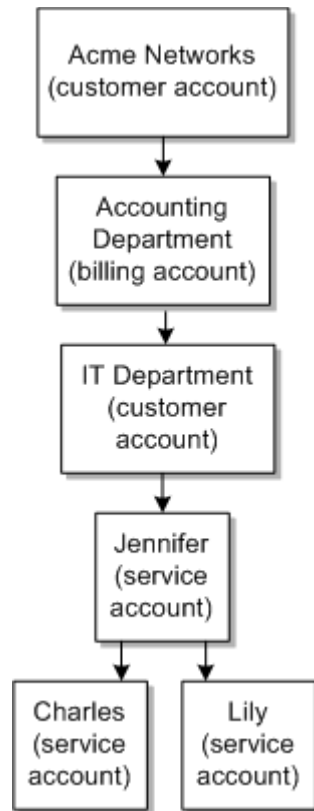 Acme Networks
(customer account)
Accounting
Department
(billing account)
IT Department
(customer
account)
Jennifer
(service
account)
Charles
(service
account)
Lily
(service
account)